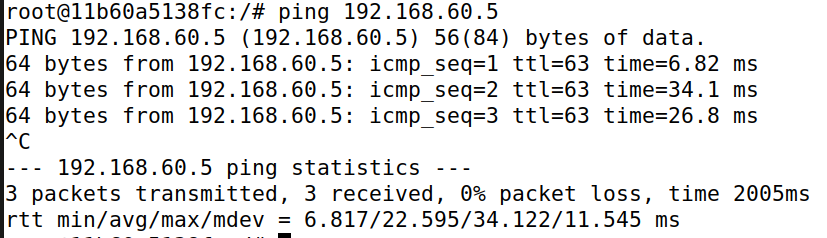 root@11b60a5138fc:/# ping 192.168.60.5
PING 192.168.60.5 (192.168.60.5) 56(84) bytes of data.
64 bytes from 192.168.60.5: icmp_seq=1 ttl=63 time=6.82 ms
64 bytes from 192.168.60.5: icmp_seq=2 ttl=63 time=34.1 ms
64 bytes from 192.168.60.5: icmp_seq=3 ttl=63 time=26.8 ms
^C
--- 192.168.60.5 ping statistics ---
3 packets transmitted, 3 received, 0% packet loss, time 2005ms
rtt min/avg/max/mdev = 6.817/22.595/34.122/11.545 ms